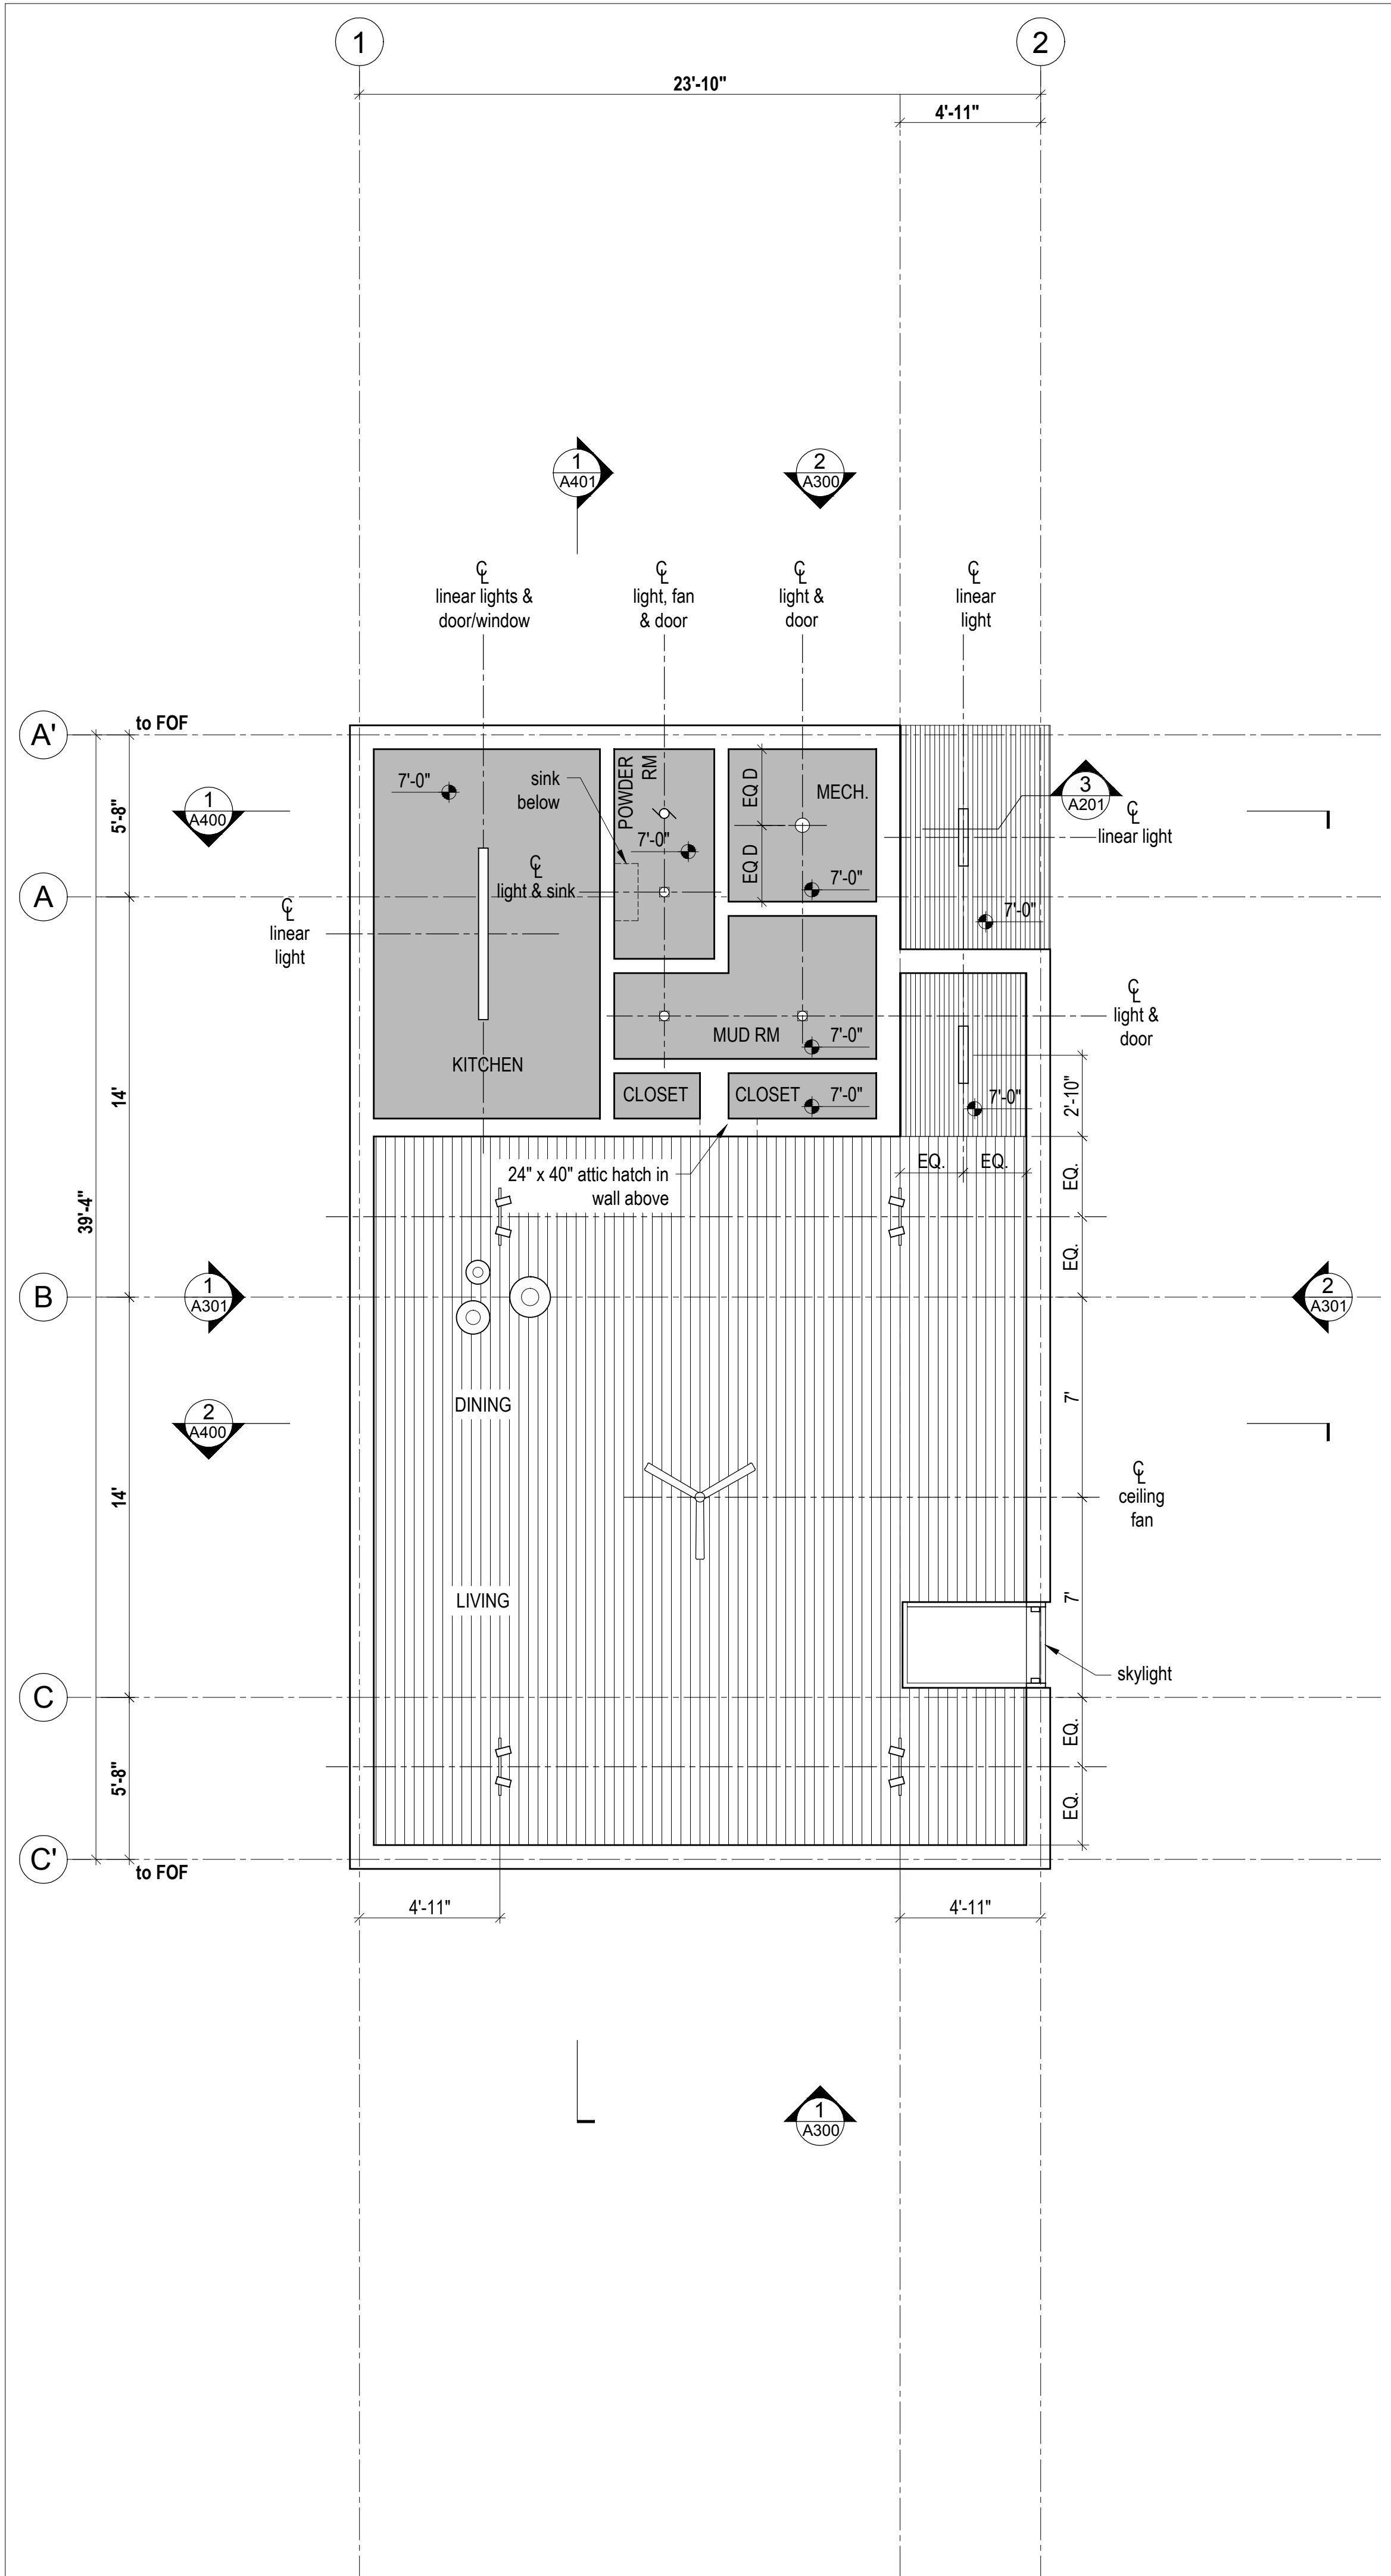 1
2
23'-10"
4'-11"
1
A401
2
A300
℄
linear lights &
door/window
℄
light, fan
& door
℄
light &
door
℄
linear
light
A'
to FOF
5'-8"
1
A400
7'-0"
sink
below
POWDER
RM
7'-0"
EQ D
EQ D
MECH.
7'-0"
3
A201
℄
linear light
7'-0"
A
℄
light & sink
℄
linear
light
℄
light &
door
MUD RM
7'-0"
KITCHEN
CLOSET
CLOSET
7'-0"
7'-0"
2'-10"
14'
24" x 40" attic hatch in
wall above
EQ.
EQ.
EQ.
EQ.
39'-4"
B
1
A301
2
A301
DINING
7'
2
A400
14'
℄
ceiling
fan
LIVING
7'
skylight
C
5'-8"
EQ.
EQ.
C'
to FOF
4'-11"
4'-11"
1
A300